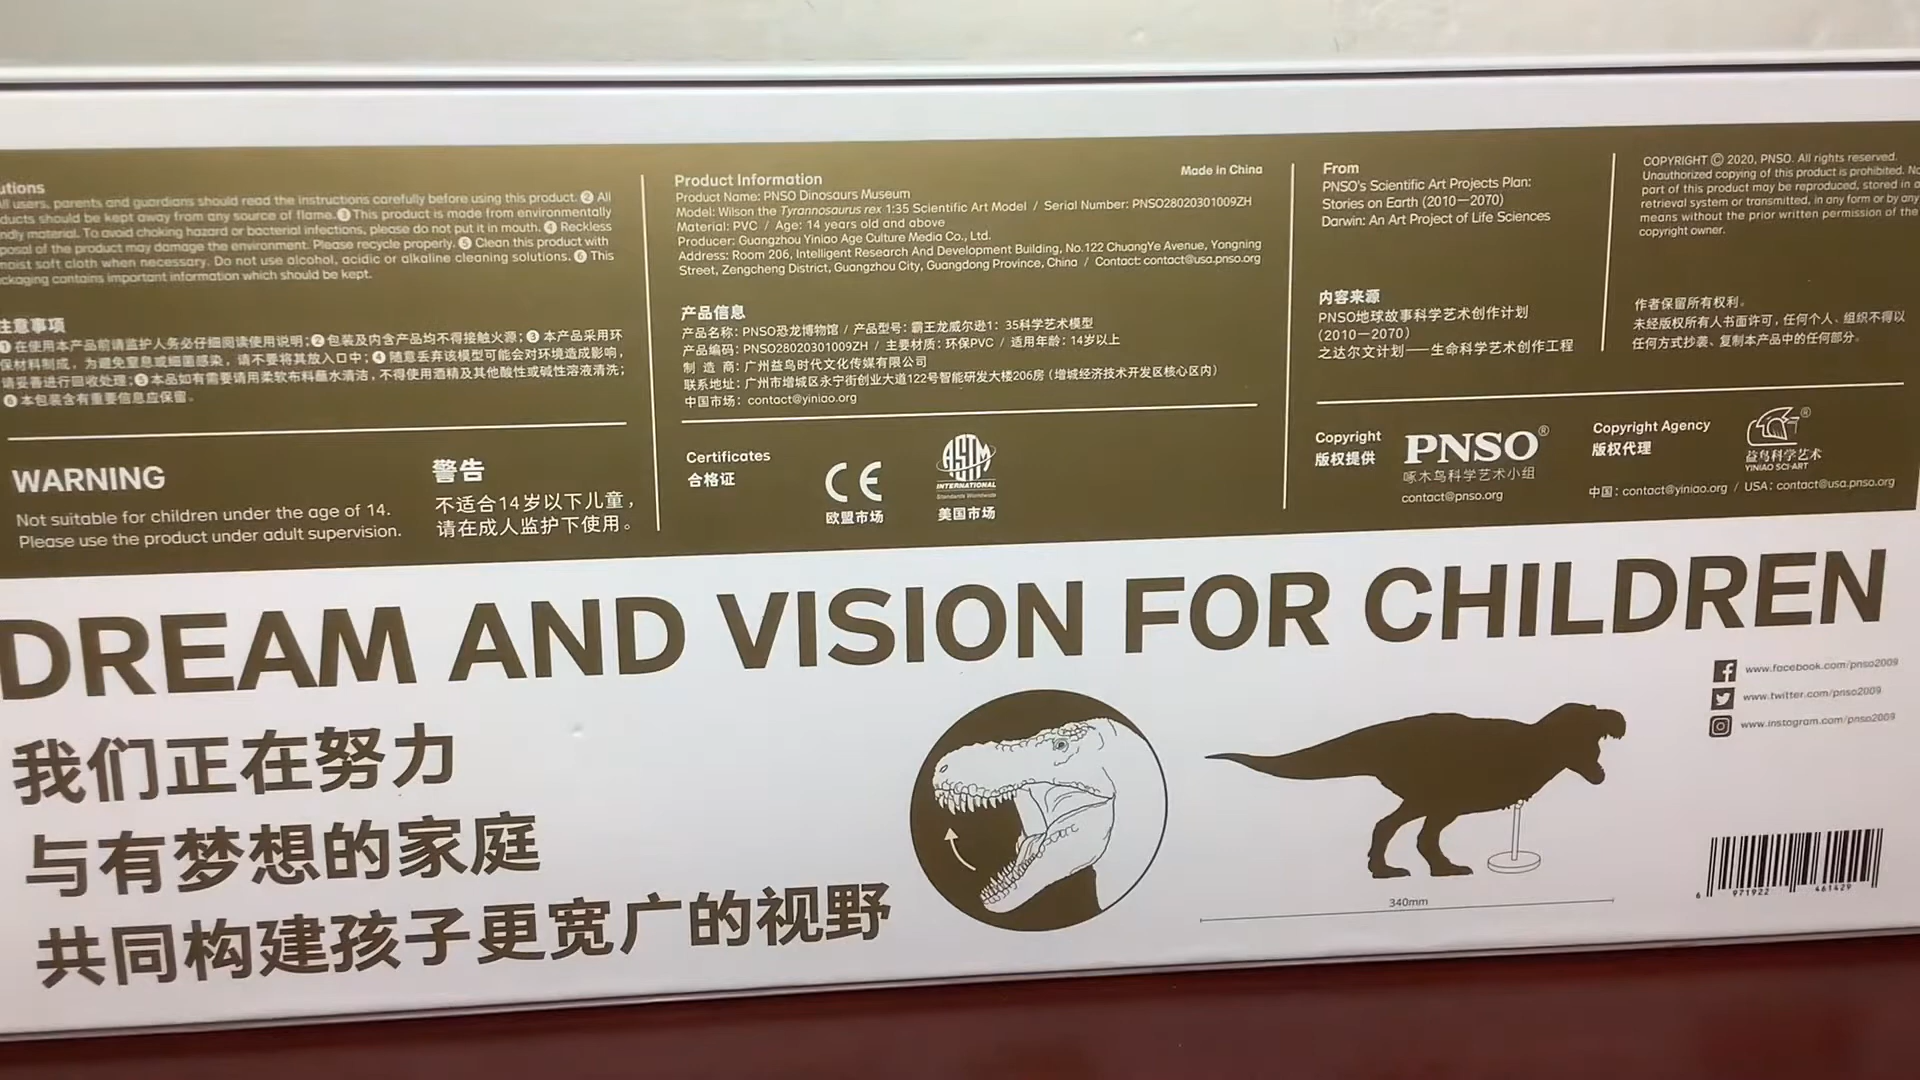 utions
All users, parents and guardians should read the instructions carefully before using this product. ❷ All
ducts should be kept away from any source of flame. ❸ This product is made from environmentally
ndly material. To avoid choking hazard or bacterial infections, please do not put it in mouth. ❹ Reckless
posal of the product may damage the environment. Please recycle properly. ❺ Clean this product with
moist soft cloth when necessary. Do not use alcohol, acidic or alkaline cleaning solutions. ❻ This
ckaging contains important information which should be kept.
注意事项
❶ 在使用本产品前请监护人务必仔细阅读使用说明；❷ 包装及内含产品均不得接触火源；❸ 本产品采用环
保材料制成，为避免窒息或细菌感染，请不要将其放入口中；❹ 随意丢弃该模型可能会对环境造成影响，
请妥善进行回收处理；❺ 本品如有需要请用柔软布料蘸水清洁，不得使用酒精及其他酸性或碱性溶液清洗；
❻ 本包装含有重要信息应保留。
WARNING
Not suitable for children under the age of 14.
Please use the product under adult supervision.
警告
不适合14岁以下儿童，
请在成人监护下使用。
Product Information
Made in China
Product Name: PNSO Dinosaurs Museum
Model: Wilson the Tyrannosaurus rex 1:35 Scientific Art Model / Serial Number: PNSO28020301009ZH
Material: PVC / Age: 14 years old and above
Producer: Guangzhou Yiniao Age Culture Media Co., Ltd.
Address: Room 206, Intelligent Research And Development Building, No.122 ChuangYe Avenue, Yongning
Street, Zengcheng District, Guangzhou City, Guangdong Province, China / Contact: contact@usa.pnso.org
产品信息
产品名称：PNSO恐龙博物馆 / 产品型号：霸王龙威尔逊1：35科学艺术模型
产品编码：PNSO28020301009ZH / 主要材质：环保PVC / 适用年龄：14岁以上
制 造 商：广州益鸟时代文化传媒有限公司
联系地址：广州市增城区永宁街创业大道122号智能研发大楼206房（增城经济技术开发区核心区内）
中国市场：contact@yiniao.org
Certificates
合格证
CE
欧盟市场
ASTM
INTERNATIONAL
Standards Worldwide
美国市场
From
PNSO's Scientific Art Projects Plan:
Stories on Earth (2010—2070)
Darwin: An Art Project of Life Sciences
内容来源
PNSO地球故事科学艺术创作计划
（2010—2070）
之达尔文计划——生命科学艺术创作工程
COPYRIGHT © 2020, PNSO. All rights reserved.
Unauthorized copying of this product is prohibited. No
part of this product may be reproduced, stored in a
retrieval system or transmitted, in any form or by any
means without the prior written permission of the
copyright owner.
作者保留所有权利。
未经版权所有人书面许可，任何个人、组织不得以
任何方式抄袭、复制本产品中的任何部分。
Copyright
版权提供
PNSO®
啄木鸟科学艺术小组
contact@pnso.org
Copyright Agency
版权代理
®
益鸟科学艺术
YINIAO SCI-ART
中国：contact@yiniao.org / USA：contact@usa.pnso.org
DREAM AND VISION FOR CHILDREN
我们正在努力
与有梦想的家庭
共同构建孩子更宽广的视野
www.facebook.com/pnso2009
www.twitter.com/pnso2009
www.instagram.com/pnso2009
340mm
6 971922 461429